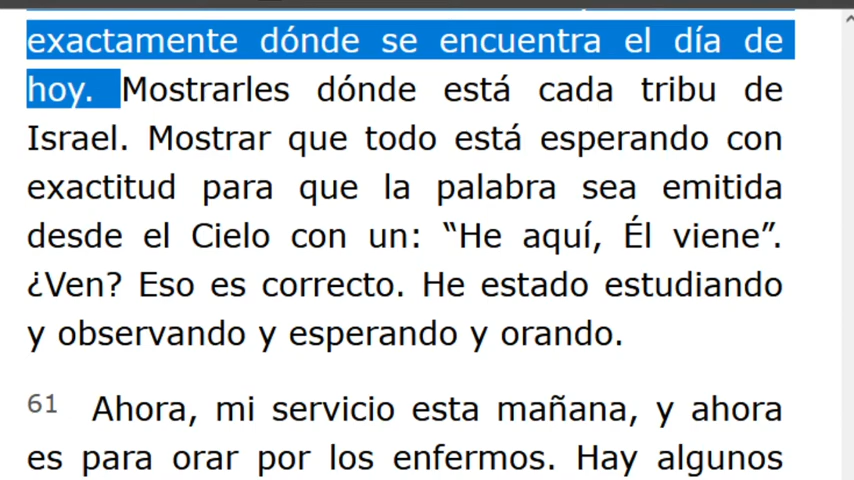 exactamente dónde se encuentra el día de
hoy. Mostrarles dónde está cada tribu de
Israel. Mostrar que todo está esperando con
exactitud para que la palabra sea emitida
desde el Cielo con un: “He aquí, Él viene”.
¿Ven? Eso es correcto. He estado estudiando
y observando y esperando y orando.
61 Ahora, mi servicio esta mañana, y ahora
es para orar por los enfermos. Hay algunos